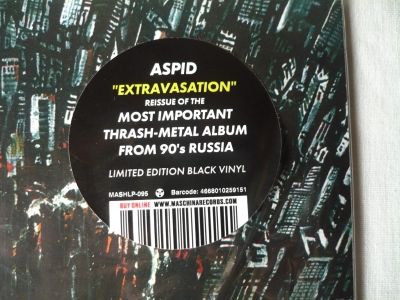 ASPID
"EXTRAVASATION"
REISSUE OF THE
MOST IMPORTANT
THRASH-METAL ALBUM
FROM 90's RUSSIA
LIMITED EDITION BLACK VINYL
MASHLP-095 Barcode: 4668010259151
BUY ONLINE WWW.MASCHINARECORDS.COM